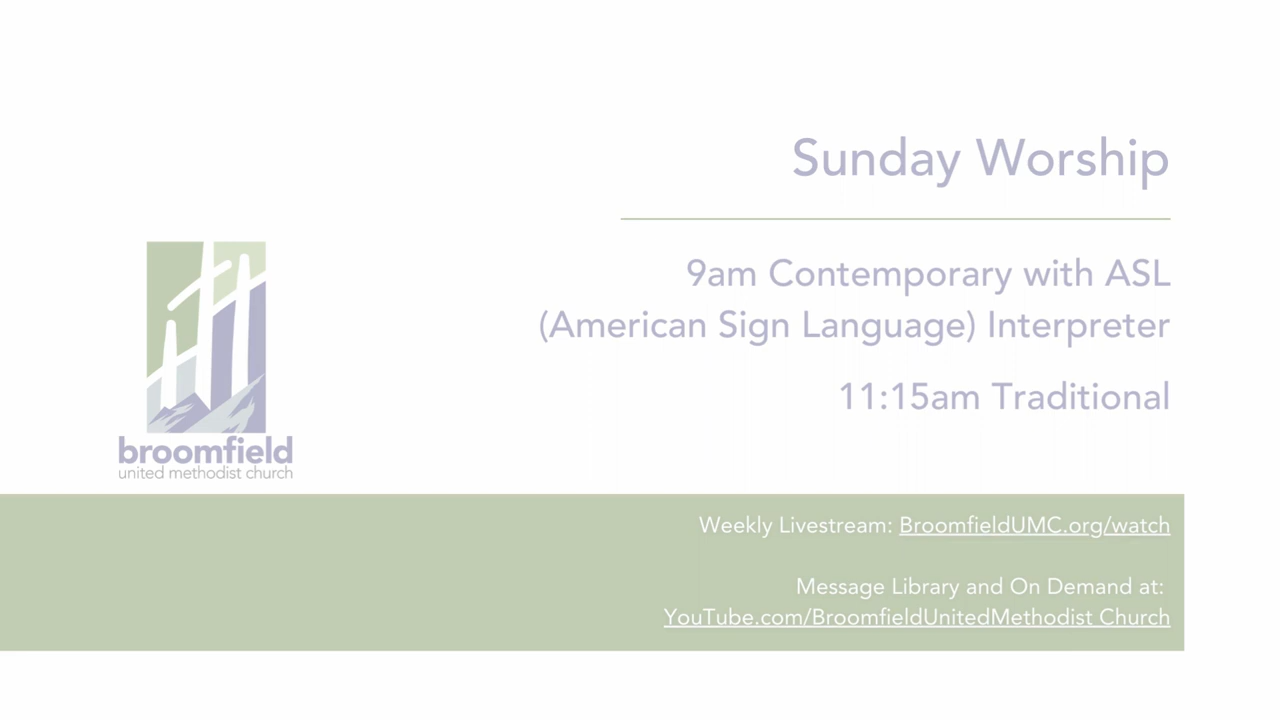 Sunday Worship
9am Contemporary with ASL
(American Sign Language) Interpreter
11:15am Traditional
broomfield
united methodist church
Weekly Livestream: BroomfieldUMC.org/watch
Message Library and On Demand at:
YouTube.com/BroomfieldUnitedMethodist Church